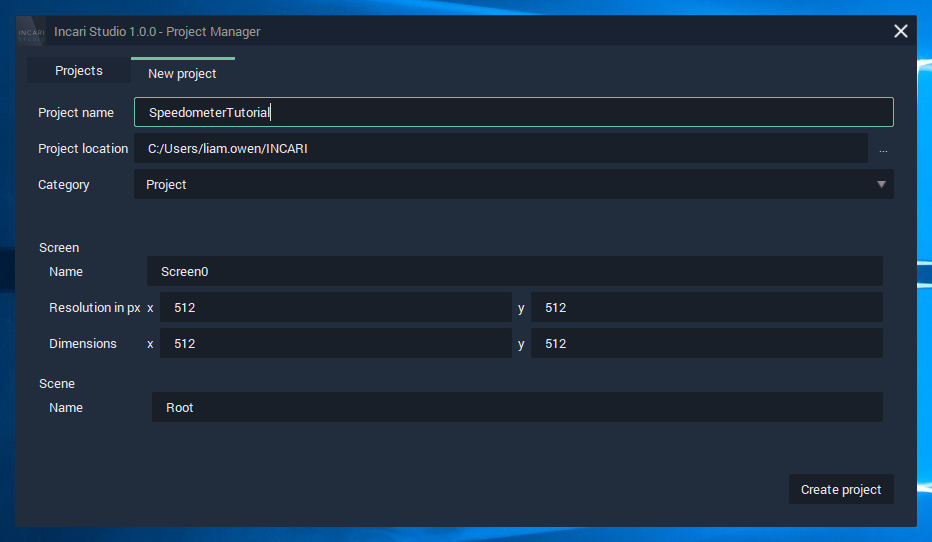 INCARI
STUDIO
Incari Studio 1.0.0 - Project Manager
Projects
New project
Project name
SpeedometerTutorial
Project location
C:/Users/liam.owen/INCARI
...
Category
Project
Screen
Name
Screen0
Resolution in px x 512 y 512
Dimensions x 512 y 512
Scene
Name
Root
Create project